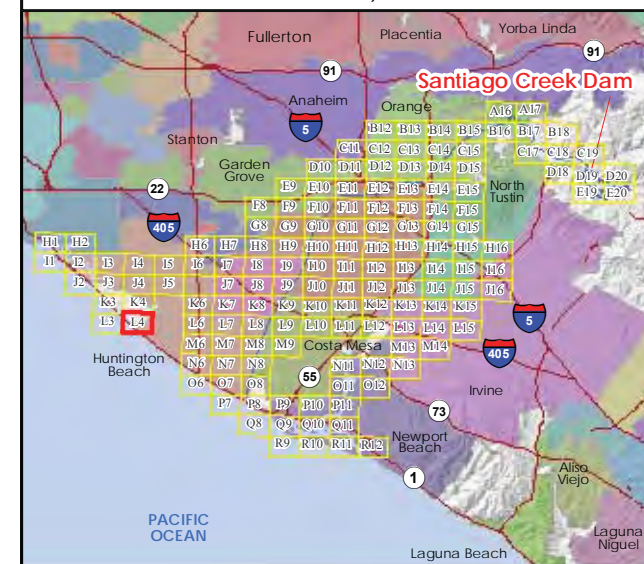 Fullerton
Placentia
Yorba Linda
91
91
Santiago Creek Dam
Anaheim
Orange
A16 A17
5
B12 B13 B14 B15 B16 B17 B18
Stanton
C11 C12 C13 C14 C15 C17 C18 C19
Garden
Grove
D10 D11 D12 D13 D14 D15 D18 D19 D20
22
E9 E10 E11 E12 E13 E14 E15 E19 E20
North
Tustin
F8 F9 F10 F11 F12 F13 F14 F15
405
G8 G9 G10 G11 G12 G13 G14 G15
H1 H2 H6 H7 H8 H9 H10 H11 H12 H13 H14 H15 H16
I1 I2 I3 I4 I5 I6 I7 I8 I9 I10 I11 I12 I13 I14 I15 I16
J2 J3 J4 J5 J7 J8 J9 J10 J11 J12 J13 J14 J15 J16
K3 K4 K6 K7 K8 K9 K10 K11 K12 K13 K14 K15
5
L3 L4 L6 L7 L8 L9 L10 L11 L12 L13 L14 L15
M6 M7 M8 M9 Costa Mesa M13 M14
405
Huntington
Beach
N6 N7 N8 N11 N12 N13
55
O6 O7 O8 O11 O12
Irvine
P7 P8 P9 P10 P11
73
Q8 Q9 Q10 Q11
R9 R10 R11 R12
Newport
Beach
1
Aliso
Viejo
PACIFIC
OCEAN
Laguna
Niguel
Laguna Beach